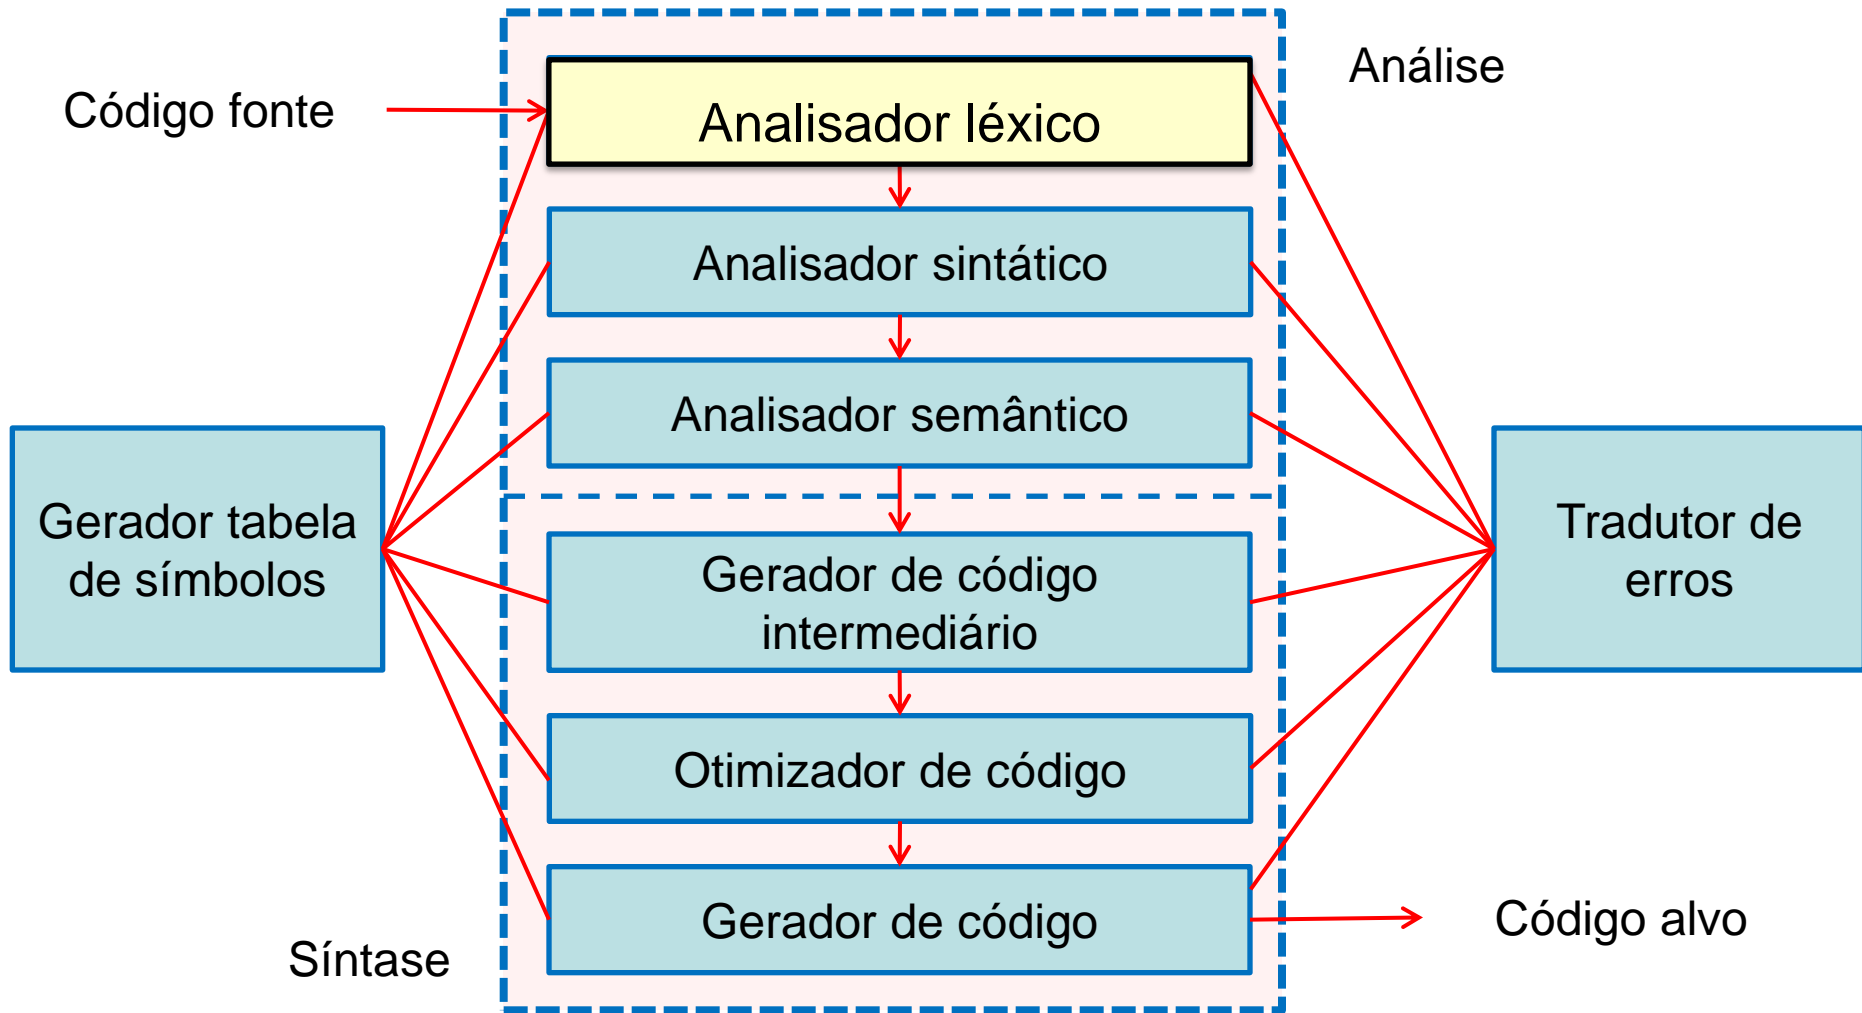 Análise
Código fonte
Analisador léxico
Analisador sintático
Analisador semântico
Gerador tabela
de símbolos
Tradutor de
erros
Gerador de código
intermediário
Otimizador de código
Gerador de código
Código alvo
Síntase